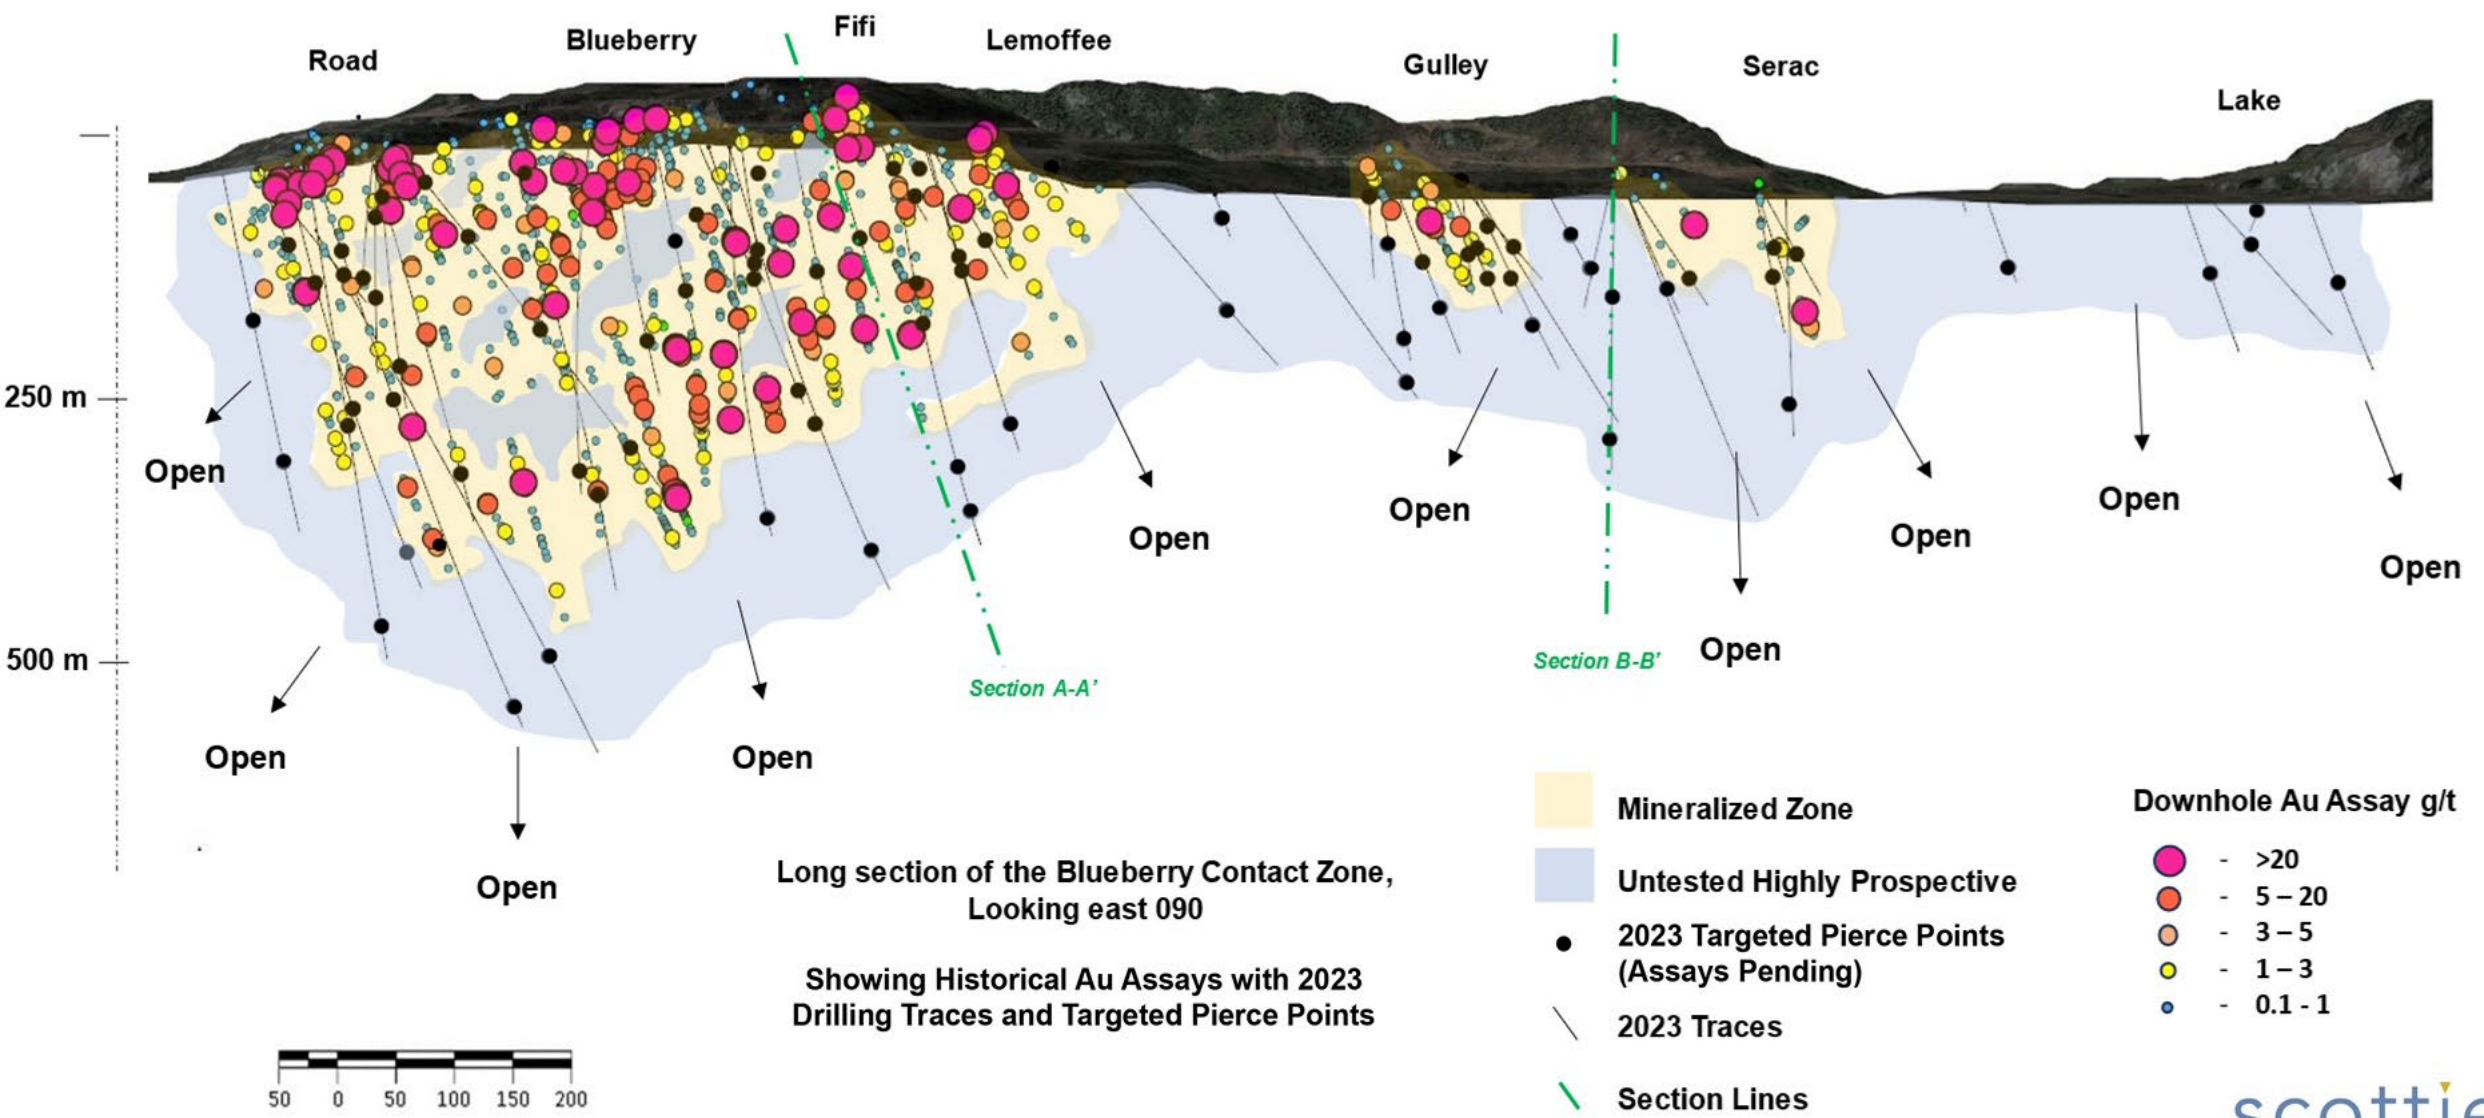 Fifi
Road
Blueberry
Lemoffee
Gulley
Serac
Lake
250 m
500 m
Open
Open
Open
Open
Open
Open
Open
Open
Open
Open
Section A-A’
Section B-B’
Long section of the Blueberry Contact Zone,
Looking east 090
Showing Historical Au Assays with 2023
Drilling Traces and Targeted Pierce Points
50 0 50 100 150 200
Mineralized Zone
Untested Highly Prospective
2023 Targeted Pierce Points
(Assays Pending)
2023 Traces
Section Lines
Downhole Au Assay g/t
- >20
- 5 – 20
- 3 – 5
- 1 – 3
- 0.1 - 1
scottie